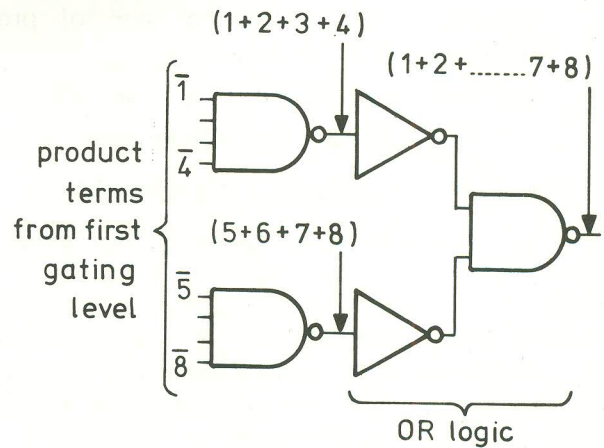 (1+2+3+4)
(1+2+.......7+8)
1̅
4̅
product
terms
from first
gating
level
(5+6+7+8)
5̅
8̅
OR logic